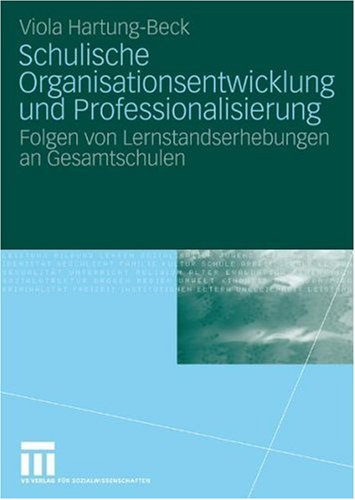 Viola Hartung-Beck
Schulische
Organisationsentwicklung
und Professionalisierung
Folgen von Lernstandserhebungen
an Gesamtschulen
VS VERLAG FÜR SOZIALWISSENSCHAFTEN